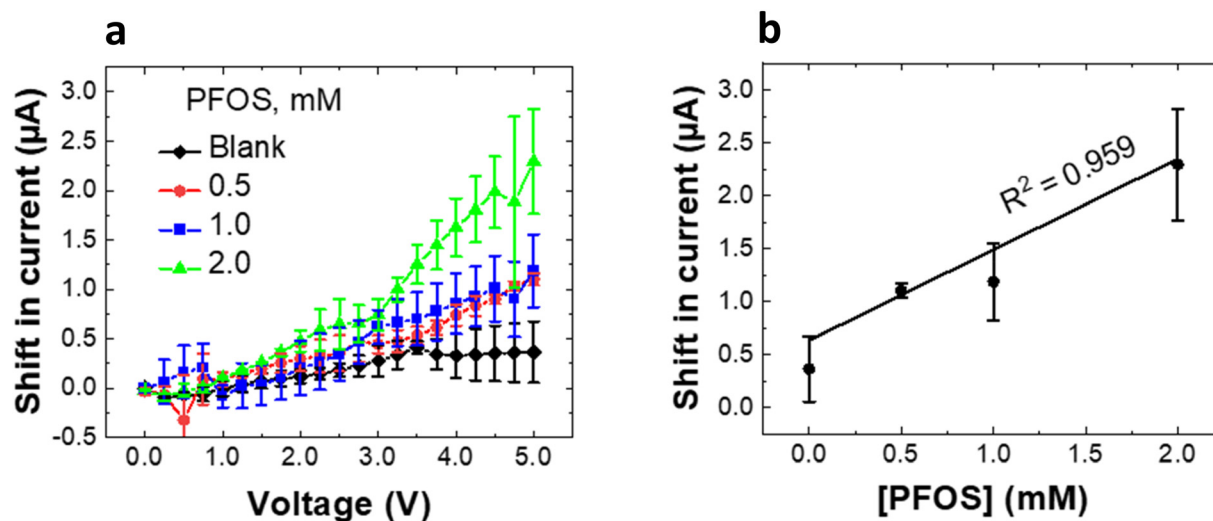 a
PFOS, mM
Blank
0.5
1.0
2.0
3.0
2.5
2.0
1.5
1.0
0.5
0.0
-0.5
Shift in current (µA)
0.0 1.0 2.0 3.0 4.0 5.0
Voltage (V)
b
R² = 0.959
3.0
2.5
2.0
1.5
1.0
0.5
0.0
Shift in current (µA)
0.0 0.5 1.0 2.0
[PFOS] (mM)